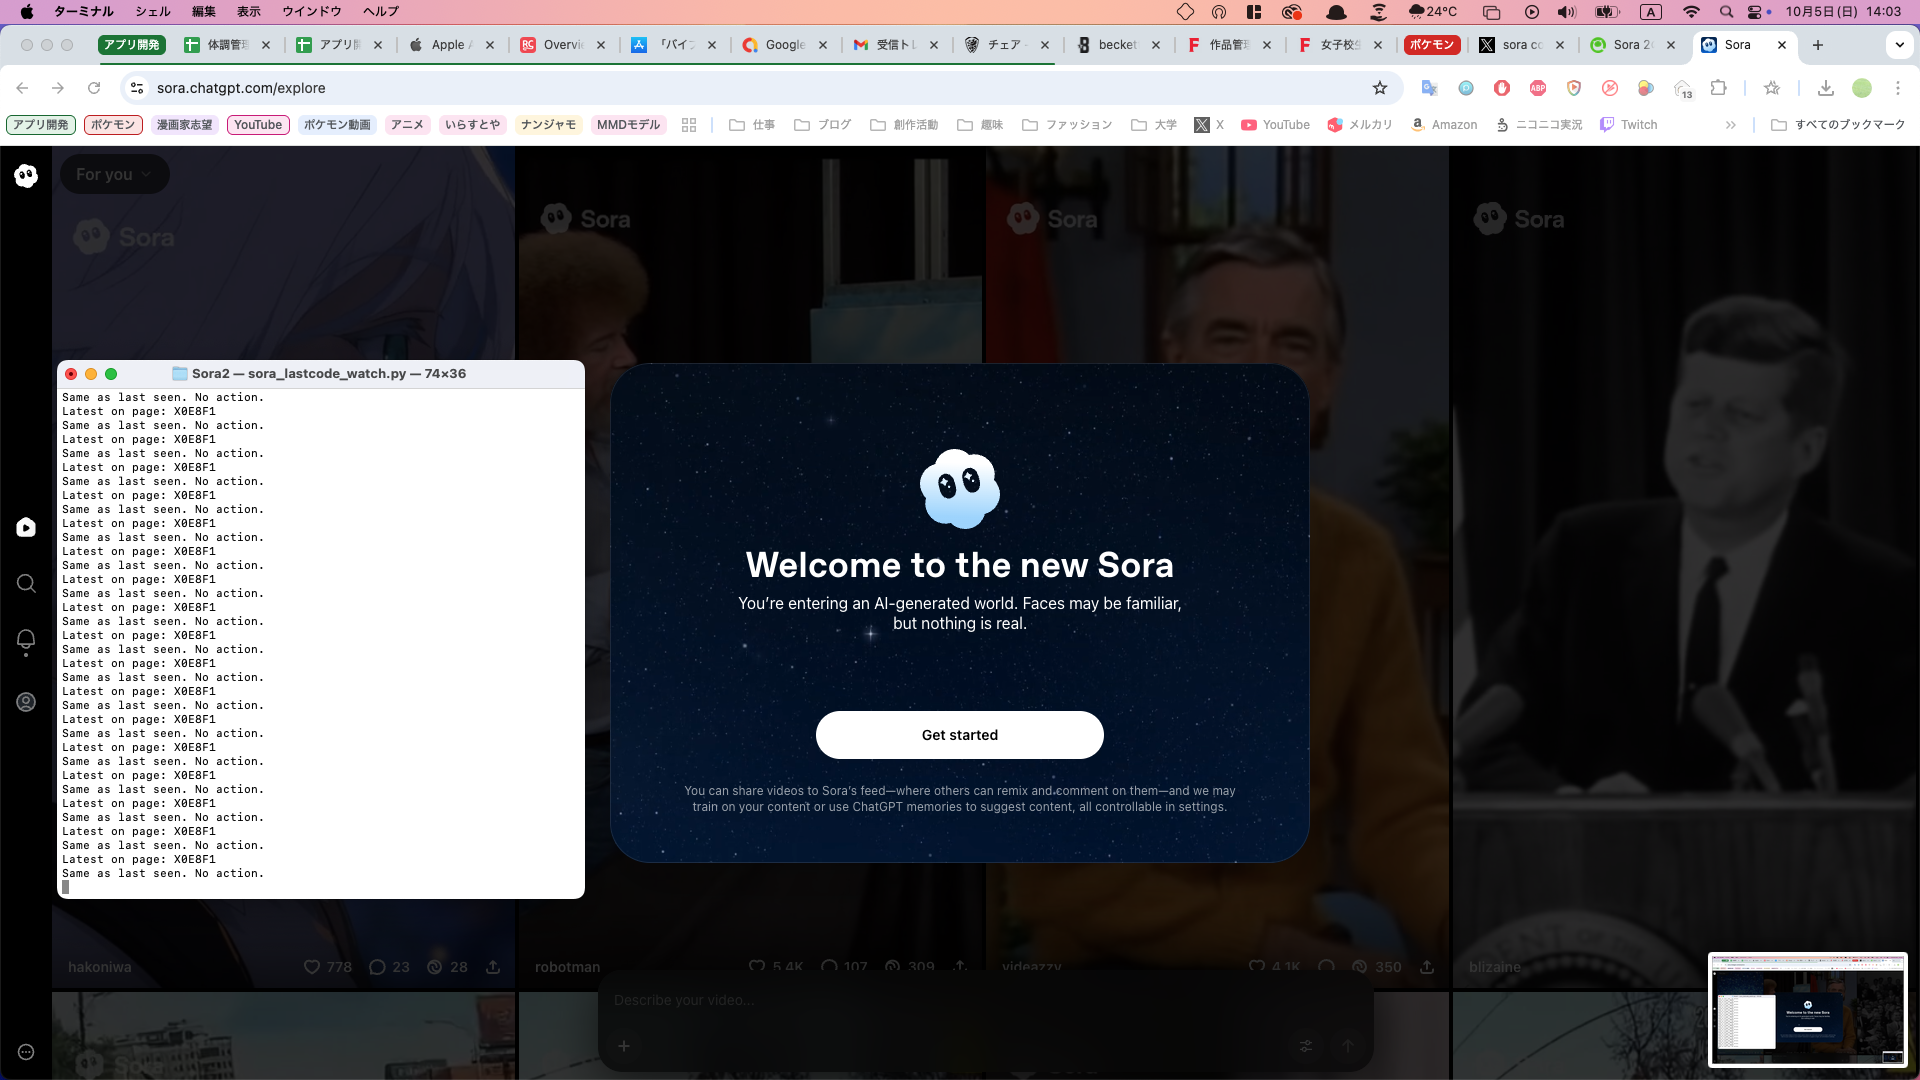 ターミナル シェル 編集 表示 ウインドウ ヘルプ 24°C A 10月5日(日) 14:03
アプリ開発 体調管理 アプリ開 Apple Overvi Google 受信ト チェア - becket 作品管理 女子校生 ポケモン sora co Sora 2 Sora
sora.chatgpt.com/explore
ABP 13
アプリ開発 ポケモン 漫画家志望 YouTube ポケモン動画 アニメ いらすとや ナンジャモ MMDモデル 仕事 ブログ 創作活動 趣味 ファッション 大学 X YouTube メルカリ Amazon ニコニコ実況 Twitch すべてのブックマーク
For you
Sora
Sora
Sora
Sora
Sora2 — sora_lastcode_watch.py — 74×36
Same as last seen. No action.
Latest on page: X0E8F1
Same as last seen. No action.
Latest on page: X0E8F1
Same as last seen. No action.
Latest on page: X0E8F1
Same as last seen. No action.
Latest on page: X0E8F1
Same as last seen. No action.
Latest on page: X0E8F1
Same as last seen. No action.
Latest on page: X0E8F1
Same as last seen. No action.
Latest on page: X0E8F1
Same as last seen. No action.
Latest on page: X0E8F1
Same as last seen. No action.
Latest on page: X0E8F1
Same as last seen. No action.
Latest on page: X0E8F1
Same as last seen. No action.
Latest on page: X0E8F1
Same as last seen. No action.
Latest on page: X0E8F1
Same as last seen. No action.
Latest on page: X0E8F1
Same as last seen. No action.
Latest on page: X0E8F1
Same as last seen. No action.
Latest on page: X0E8F1
Same as last seen. No action.
Latest on page: X0E8F1
Same as last seen. No action.
Latest on page: X0E8F1
Same as last seen. No action.
Welcome to the new Sora
You're entering an AI-generated world. Faces may be familiar,
but nothing is real.
Get started
You can share videos to Sora's feed—where others can remix and comment on them—and we may
train on your content or use ChatGPT memories to suggest content, all controllable in settings.
hakoniwa 778 23 28
robotman 5.4K 107 309
videazzy 4.1K 350
blizaine
Describe your video...
Sora